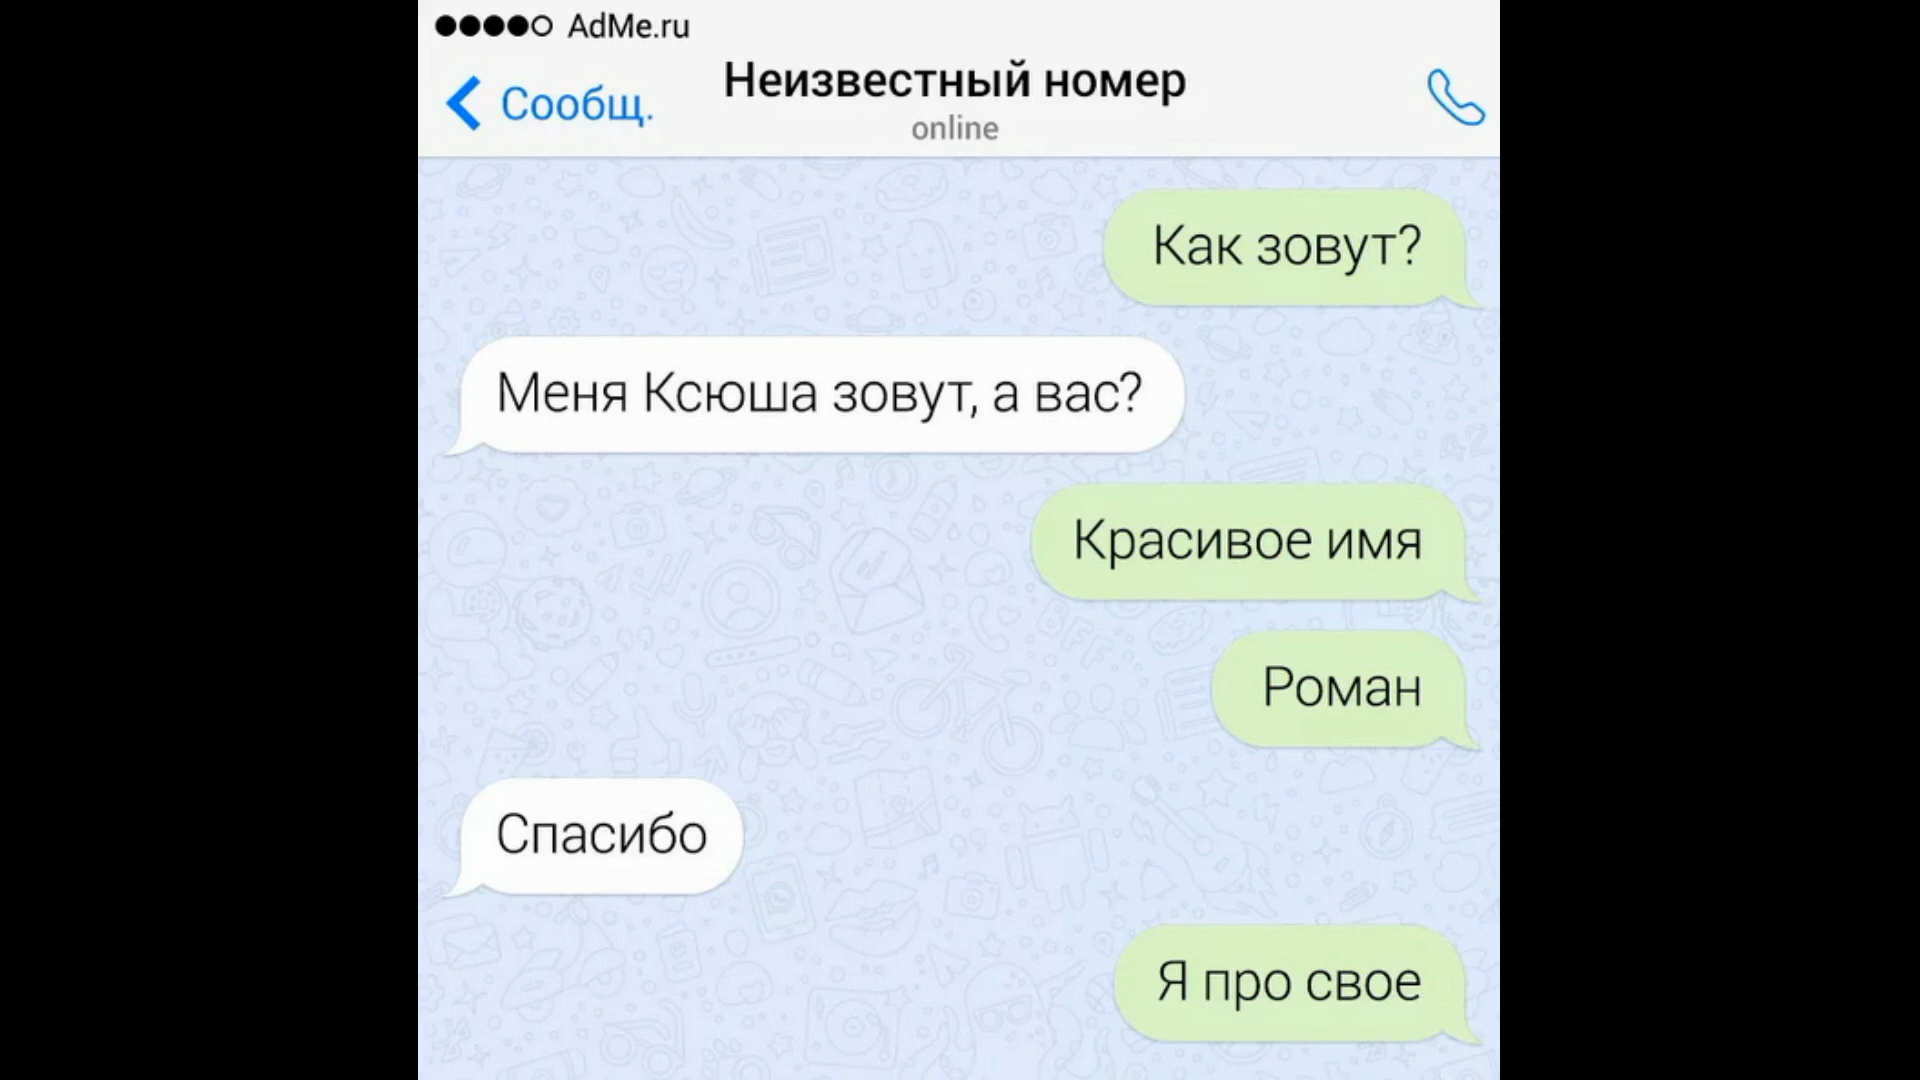 AdMe.ru
Сообщ.
Неизвестный номер
online
Как зовут?
Меня Ксюша зовут, а вас?
Красивое имя
Роман
Спасибо
Я про свое